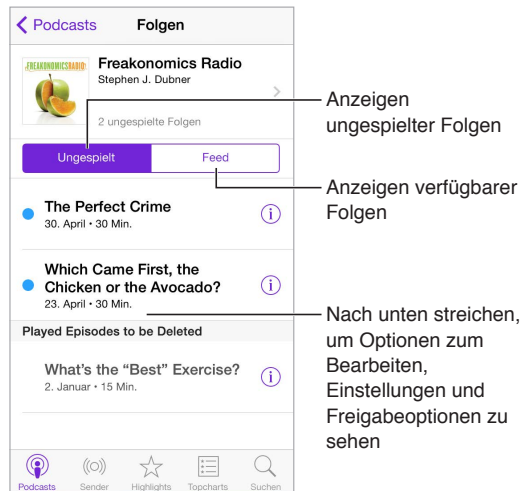 Podcasts
Folgen
FREAKONOMICSRADIO
Freakonomics Radio
Stephen J. Dubner
2 ungespielte Folgen
Ungespielt
Feed
The Perfect Crime
30. April • 30 Min.
Which Came First, the
Chicken or the Avocado?
23. April • 30 Min.
Played Episodes to be Deleted
What's the “Best” Exercise?
2. Januar • 15 Min.
Podcasts
Sender
Highlights
Topcharts
Suchen
Anzeigen
ungespielter Folgen
Anzeigen verfügbarer
Folgen
Nach unten streichen,
um Optionen zum
Bearbeiten,
Einstellungen und
Freigabeoptionen zu
sehen